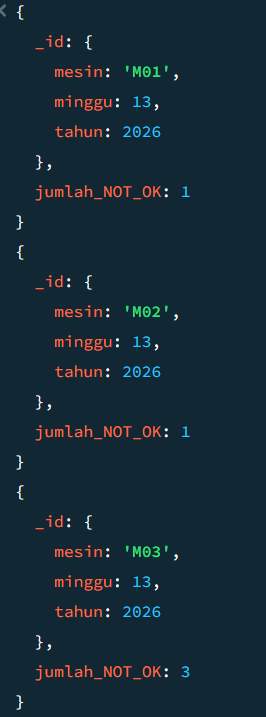 {
  _id: {
    mesin: 'M01',
    minggu: 13,
    tahun: 2026
  },
  jumlah_NOT_OK: 1
}
{
  _id: {
    mesin: 'M02',
    minggu: 13,
    tahun: 2026
  },
  jumlah_NOT_OK: 1
}
{
  _id: {
    mesin: 'M03',
    minggu: 13,
    tahun: 2026
  },
  jumlah_NOT_OK: 3
}